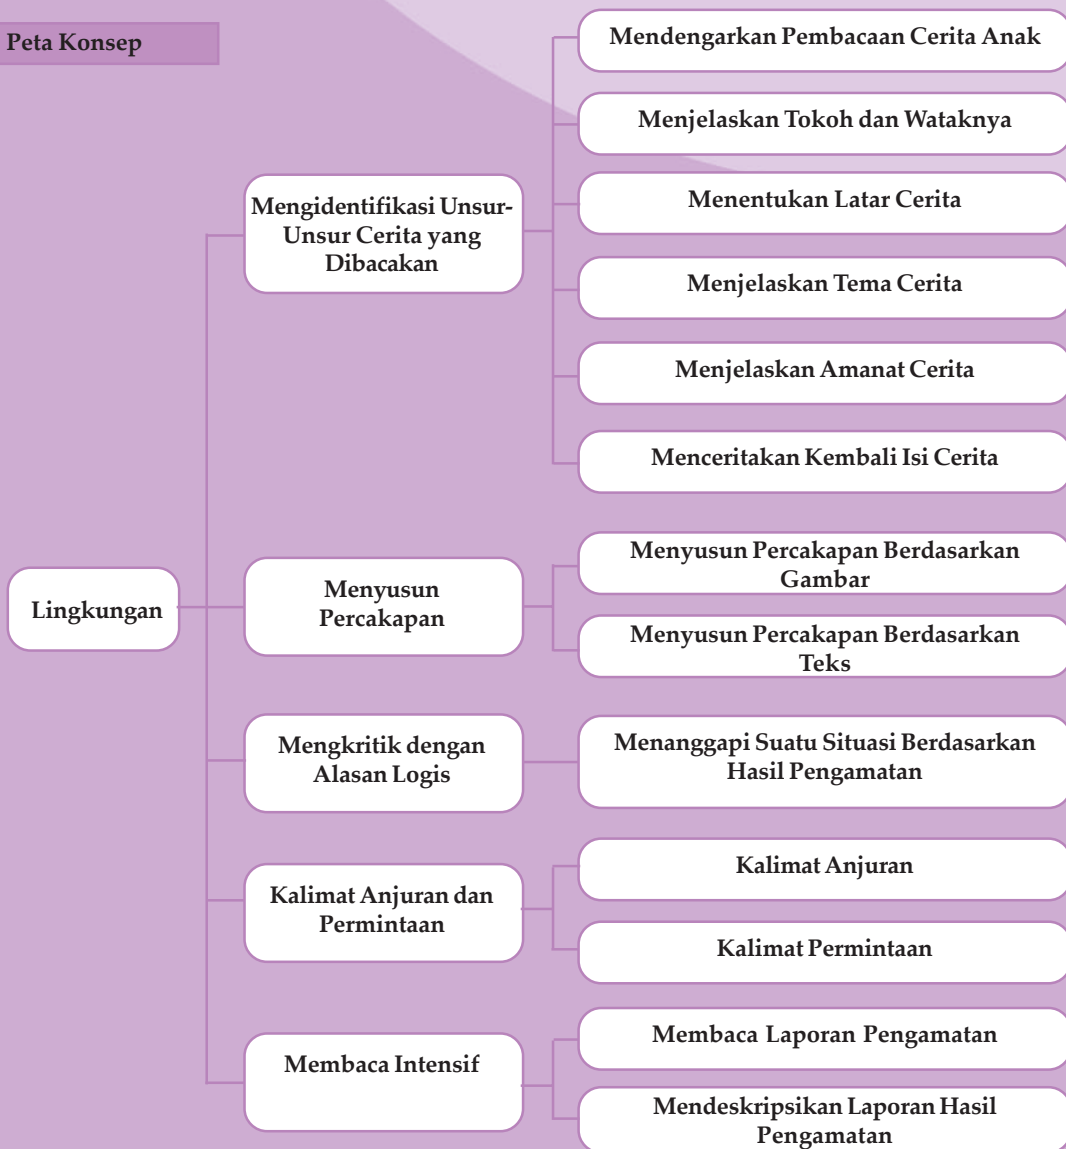 Peta Konsep
Lingkungan
Mengidentifikasi Unsur-
Unsur Cerita yang
Dibacakan
Mendengarkan Pembacaan Cerita Anak
Menjelaskan Tokoh dan Wataknya
Menentukan Latar Cerita
Menjelaskan Tema Cerita
Menjelaskan Amanat Cerita
Menceritakan Kembali Isi Cerita
Menyusun
Percakapan
Menyusun Percakapan Berdasarkan
Gambar
Menyusun Percakapan Berdasarkan
Teks
Mengkritik dengan
Alasan Logis
Menanggapi Suatu Situasi Berdasarkan
Hasil Pengamatan
Kalimat Anjuran dan
Permintaan
Kalimat Anjuran
Kalimat Permintaan
Membaca Intensif
Membaca Laporan Pengamatan
Mendeskripsikan Laporan Hasil
Pengamatan